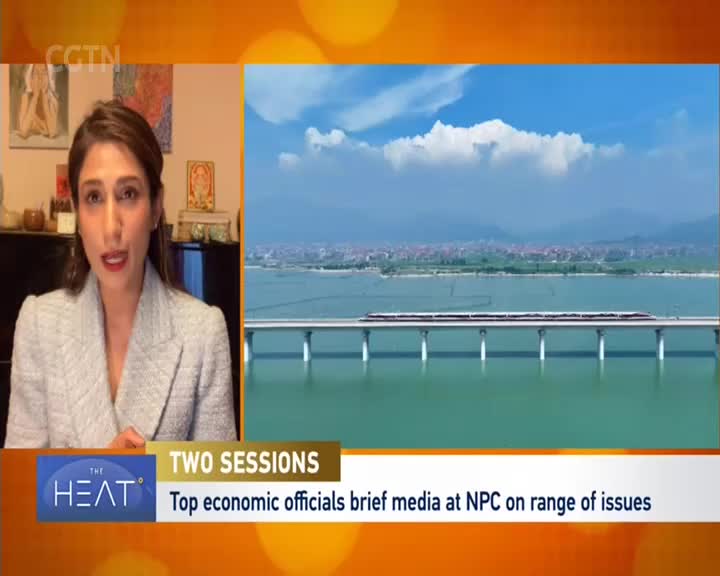 CGTN
TWO SESSIONS
THE
HEAT
Top economic officials brief media at NPC on range of issues